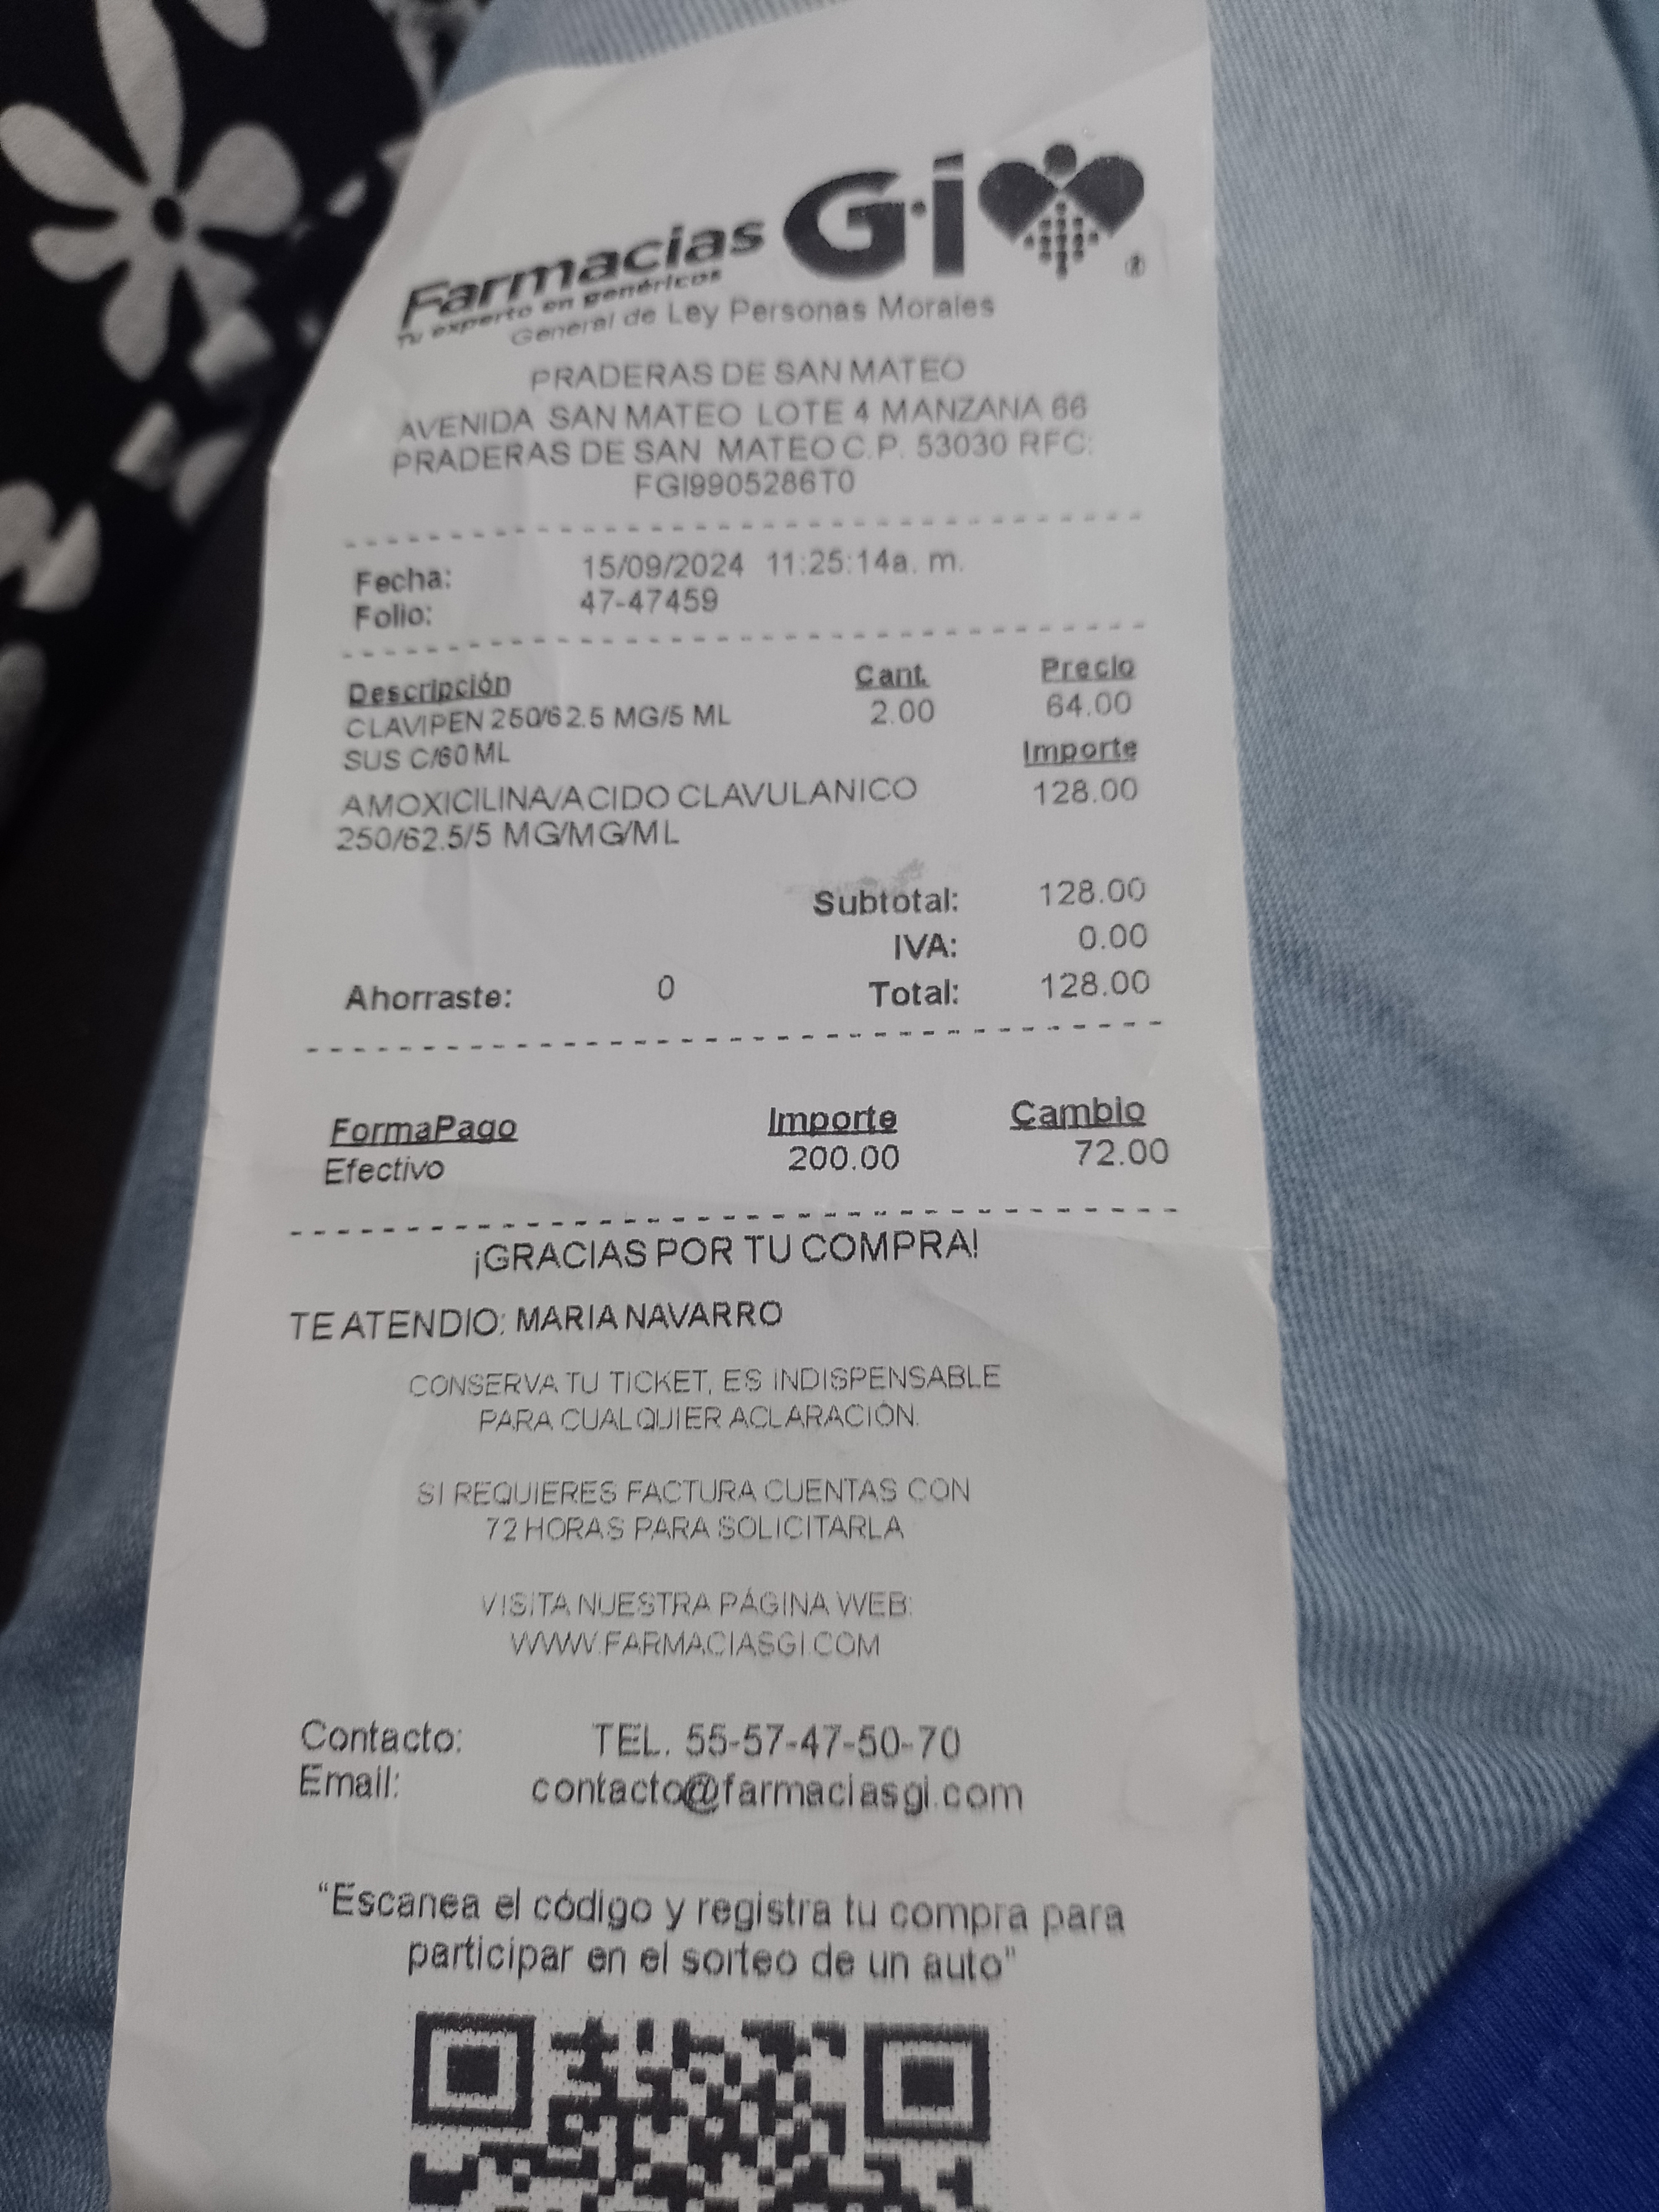 Farmacias G·i
Tu experto en genéricos
General de Ley Personas Morales
PRADERAS DE SAN MATEO
AVENIDA SAN MATEO LOTE 4 MANZANA 66
PRADERAS DE SAN MATEO C.P. 53030 RFC:
FGI9905286T0
Fecha: 15/09/2024 11:25:14a. m.
Folio: 47-47459
Descripción Cant. Precio
CLAVIPEN 250/62.5 MG/5 ML 2.00 64.00
SUS C/60 ML Importe
AMOXICILINA/ACIDO CLAVULANICO 128.00
250/62.5/5 MG/MG/ML
Subtotal: 128.00
IVA: 0.00
Ahorraste: 0 Total: 128.00
FormaPago Importe Cambio
Efectivo 200.00 72.00
¡GRACIAS POR TU COMPRA!
TE ATENDIO: MARIA NAVARRO
CONSERVA TU TICKET, ES INDISPENSABLE
PARA CUALQUIER ACLARACIÓN.
SI REQUIERES FACTURA CUENTAS CON
72 HORAS PARA SOLICITARLA
VISITA NUESTRA PÁGINA WEB:
WWW.FARMACIASGI.COM
Contacto: TEL. 55-57-47-50-70
Email: contacto@farmaciasgi.com
“Escanea el código y registra tu compra para
participar en el sorteo de un auto”